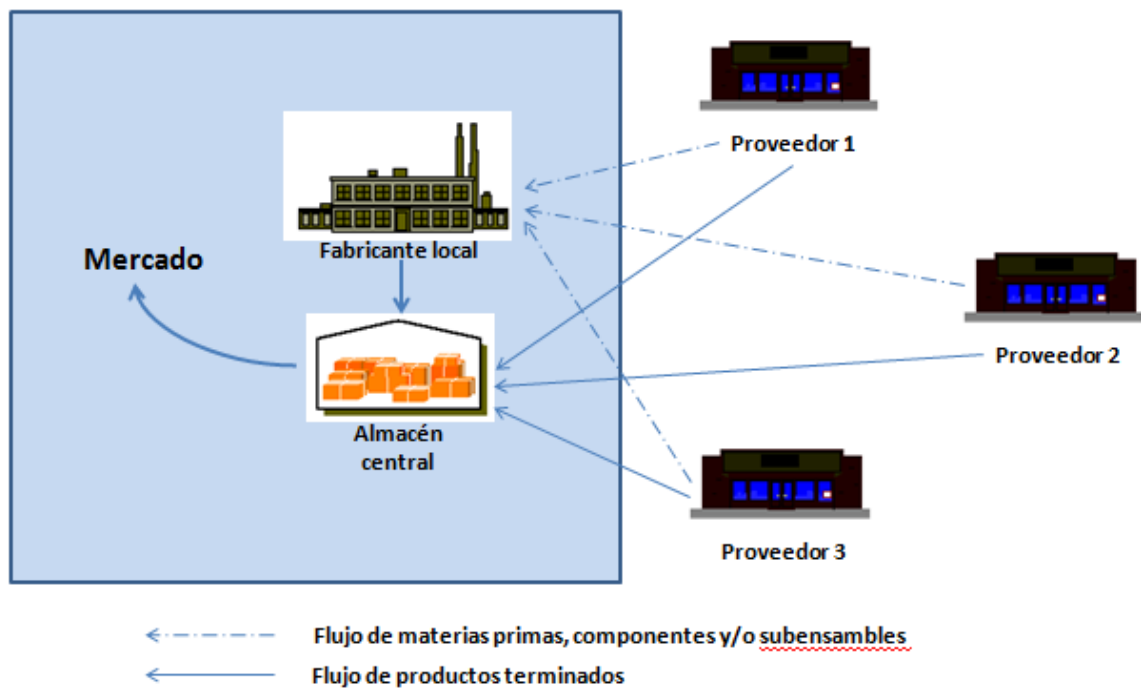 Proveedor 1
Fabricante local
Mercado
Proveedor 2
Almacén
central
Proveedor 3
Flujo de materias primas, componentes y/o subensambles
Flujo de productos terminados